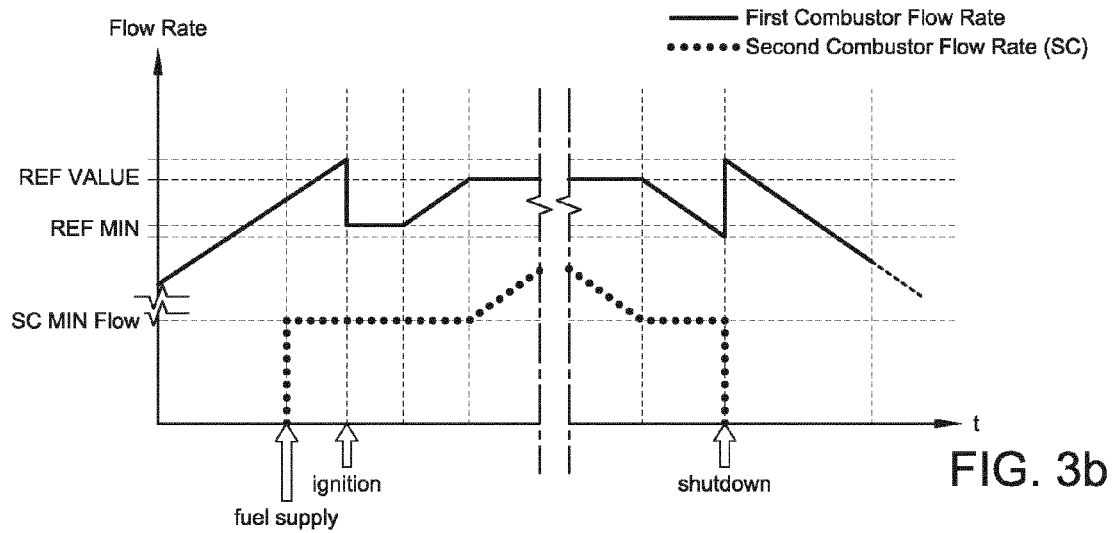 First Combustor Flow Rate
Flow Rate
Second Combustor Flow Rate (SC)
REF VALUE
REF MIN
SC MIN Flow
t
ignition
shutdown
fuel supply
FIG. 3b